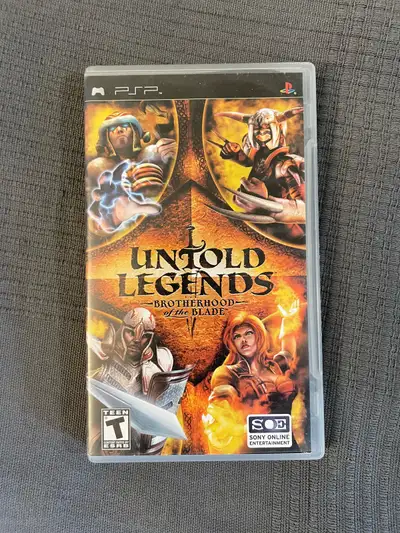 PSP
UNTOLD
LEGENDS
BROTHERHOOD
of the BLADE
TEEN
T
ESRB
SOE
SONY ONLINE
ENTERTAINMENT